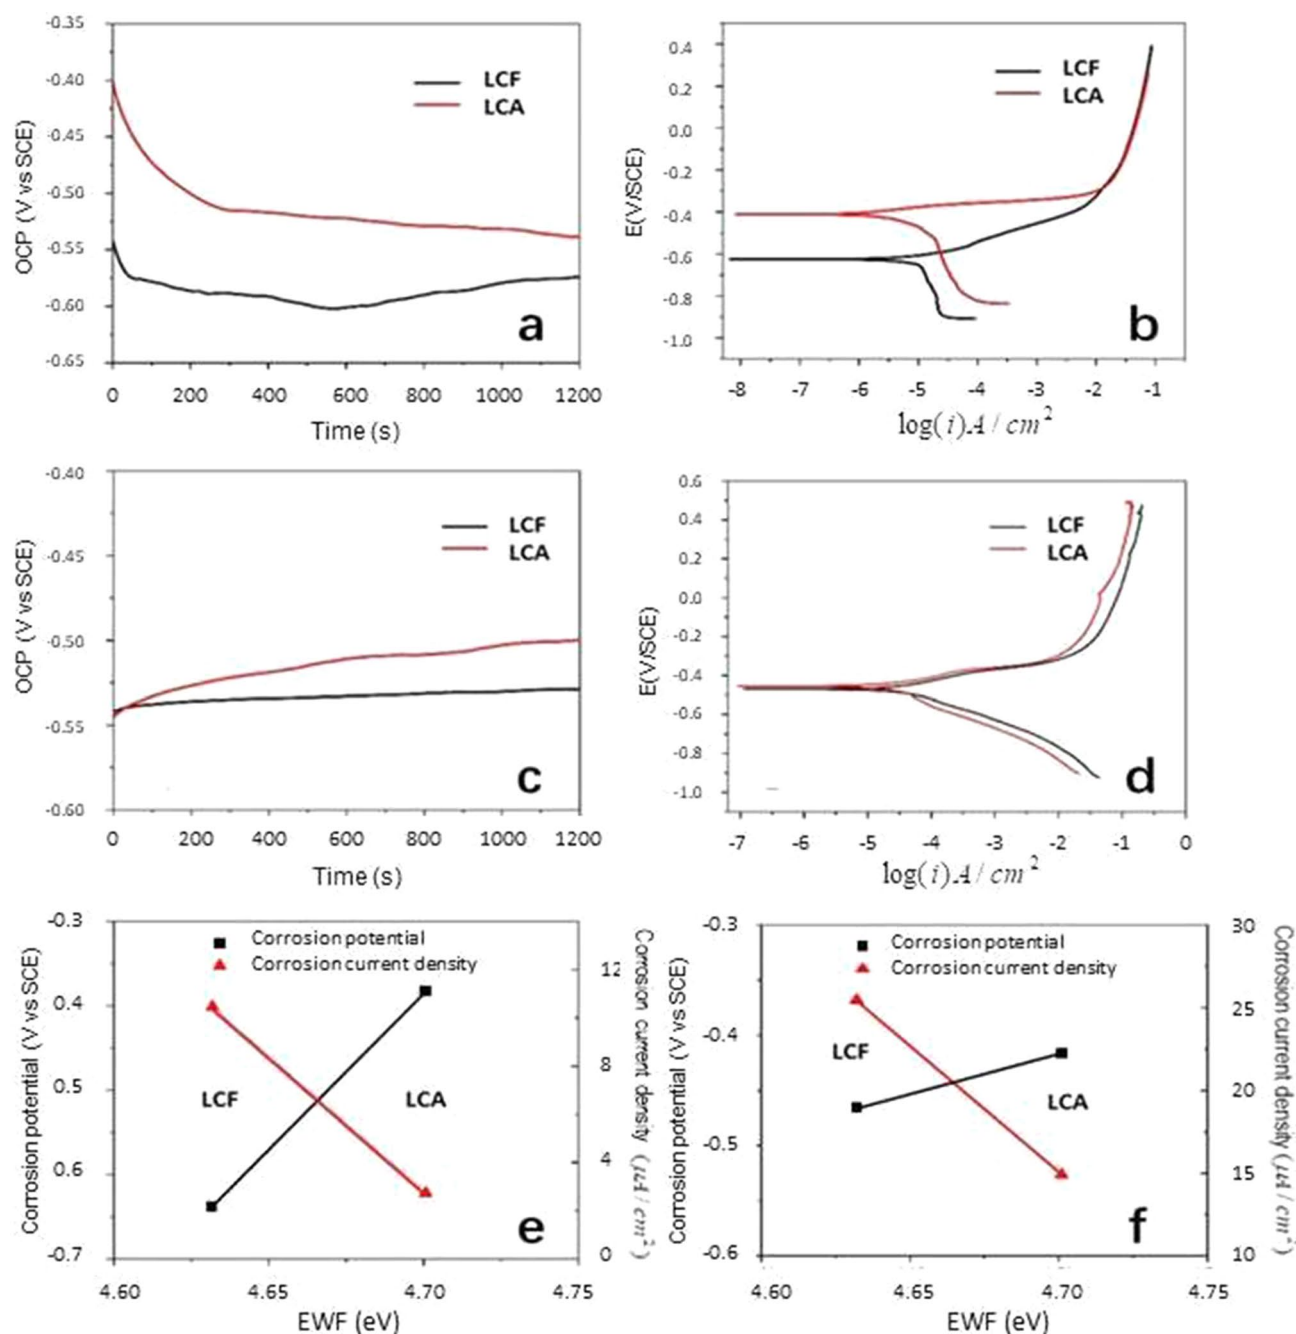 -0.35
-0.40
-0.45
-0.50
-0.55
-0.60
-0.65
OCP (V vs SCE)
LCF
LCA
a
0 200 400 600 800 1000 1200
Time (s)
0.4
0.2
0.0
-0.2
-0.4
-0.6
-0.8
-1.0
E(V/SCE)
LCF
LCA
b
-8 -7 -6 -5 -4 -3 -2 -1
log(i)A / cm²
-0.40
-0.45
-0.50
-0.55
-0.60
OCP (V vs SCE)
LCF
LCA
c
0 200 400 600 800 1000 1200
Time (s)
0.6
0.4
0.2
0.0
-0.2
-0.4
-0.6
-0.8
-1.0
E(V/SCE)
LCF
LCA
d
-7 -6 -5 -4 -3 -2 -1 0
log(i)A / cm²
-0.3
0.4
0.5
0.6
-0.7
Corrosion potential (V vs SCE)
Corrosion potential
Corrosion current density
LCF
LCA
e
12
8
4
0
Corrosion current density (μA / cm²)
4.60 4.65 4.70 4.75
EWF (eV)
-0.3
-0.4
-0.5
-0.6
Corrosion potential (V vs SCE)
Corrosion potential
Corrosion current density
LCF
LCA
f
30
25
20
15
10
Corrosion current density (μA / cm²)
4.60 4.65 4.70 4.75
EWF (eV)